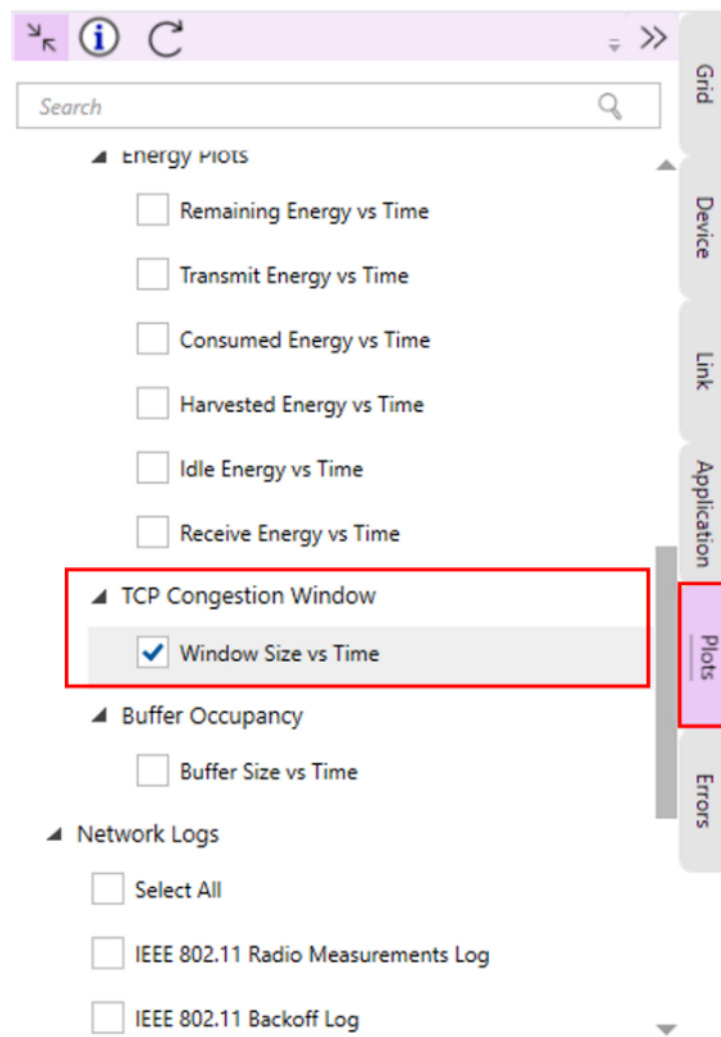 Search
Energy Plots
Remaining Energy vs Time
Transmit Energy vs Time
Consumed Energy vs Time
Harvested Energy vs Time
Idle Energy vs Time
Receive Energy vs Time
TCP Congestion Window
Window Size vs Time
Buffer Occupancy
Buffer Size vs Time
Network Logs
Select All
IEEE 802.11 Radio Measurements Log
IEEE 802.11 Backoff Log
Grid
Device
Link
Application
Plots
Errors